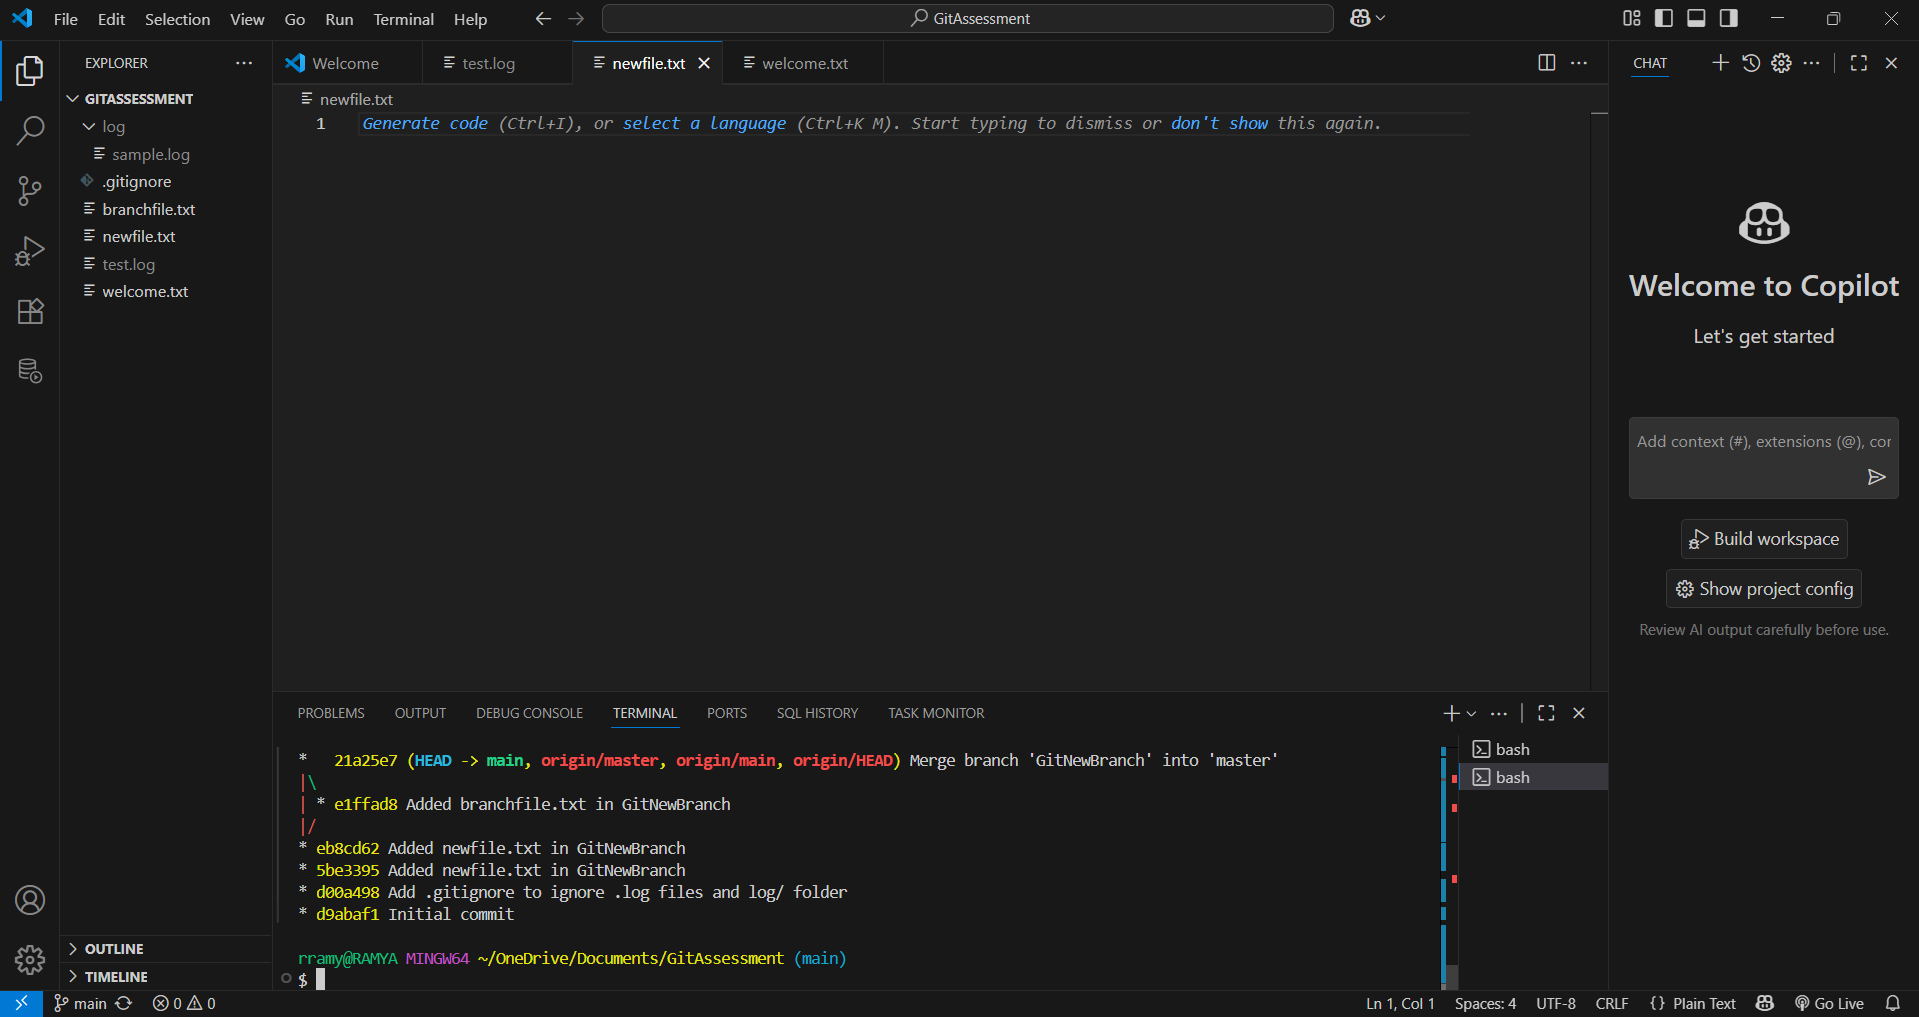 File Edit Selection View Go Run Terminal Help
GitAssessment
EXPLORER
GITASSESSMENT
log
sample.log
.gitignore
branchfile.txt
newfile.txt
test.log
welcome.txt
OUTLINE
TIMELINE
Welcome test.log newfile.txt welcome.txt
newfile.txt
1 Generate code (Ctrl+I), or select a language (Ctrl+K M). Start typing to dismiss or don't show this again.
PROBLEMS OUTPUT DEBUG CONSOLE TERMINAL PORTS SQL HISTORY TASK MONITOR
*   21a25e7 (HEAD -> main, origin/master, origin/main, origin/HEAD) Merge branch 'GitNewBranch' into 'master'
|\
| * e1ffad8 Added branchfile.txt in GitNewBranch
|/
* eb8cd62 Added newfile.txt in GitNewBranch
* 5be3395 Added newfile.txt in GitNewBranch
* d00a498 Add .gitignore to ignore .log files and log/ folder
* d9abaf1 Initial commit
rramy@RAMYA MINGW64 ~/OneDrive/Documents/GitAssessment (main)
$
bash
bash
CHAT
Welcome to Copilot
Let's get started
Add context (#), extensions (@), cor
Build workspace
Show project config
Review AI output carefully before use.
main 0 0 Ln 1, Col 1 Spaces: 4 UTF-8 CRLF {} Plain Text Go Live